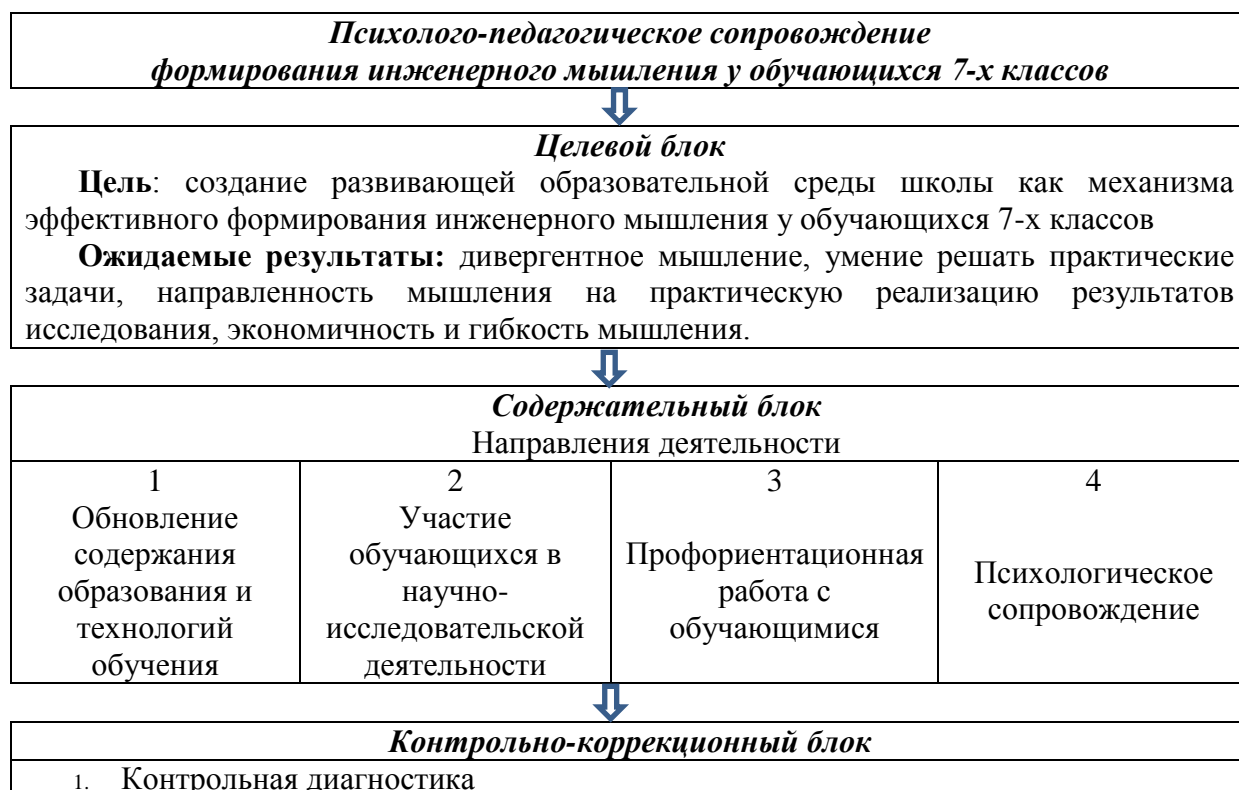 Психолого-педагогическое сопровождение
формирования инженерного мышления у обучающихся 7-х классов
Целевой блок
Цель: создание развивающей образовательной среды школы как механизма
эффективного формирования инженерного мышления у обучающихся 7-х классов
Ожидаемые результаты: дивергентное мышление, умение решать практические
задачи, направленность мышления на практическую реализацию результатов
исследования, экономичность и гибкость мышления.
Содержательный блок
Направления деятельности
1
Обновление
содержания
образования и
технологий
обучения
2
Участие
обучающихся в
научно-
исследовательской
деятельности
3
Профориентационная
работа с
обучающимися
4
Психологическое
сопровождение
Контрольно-коррекционный блок
1. Контрольная диагностика